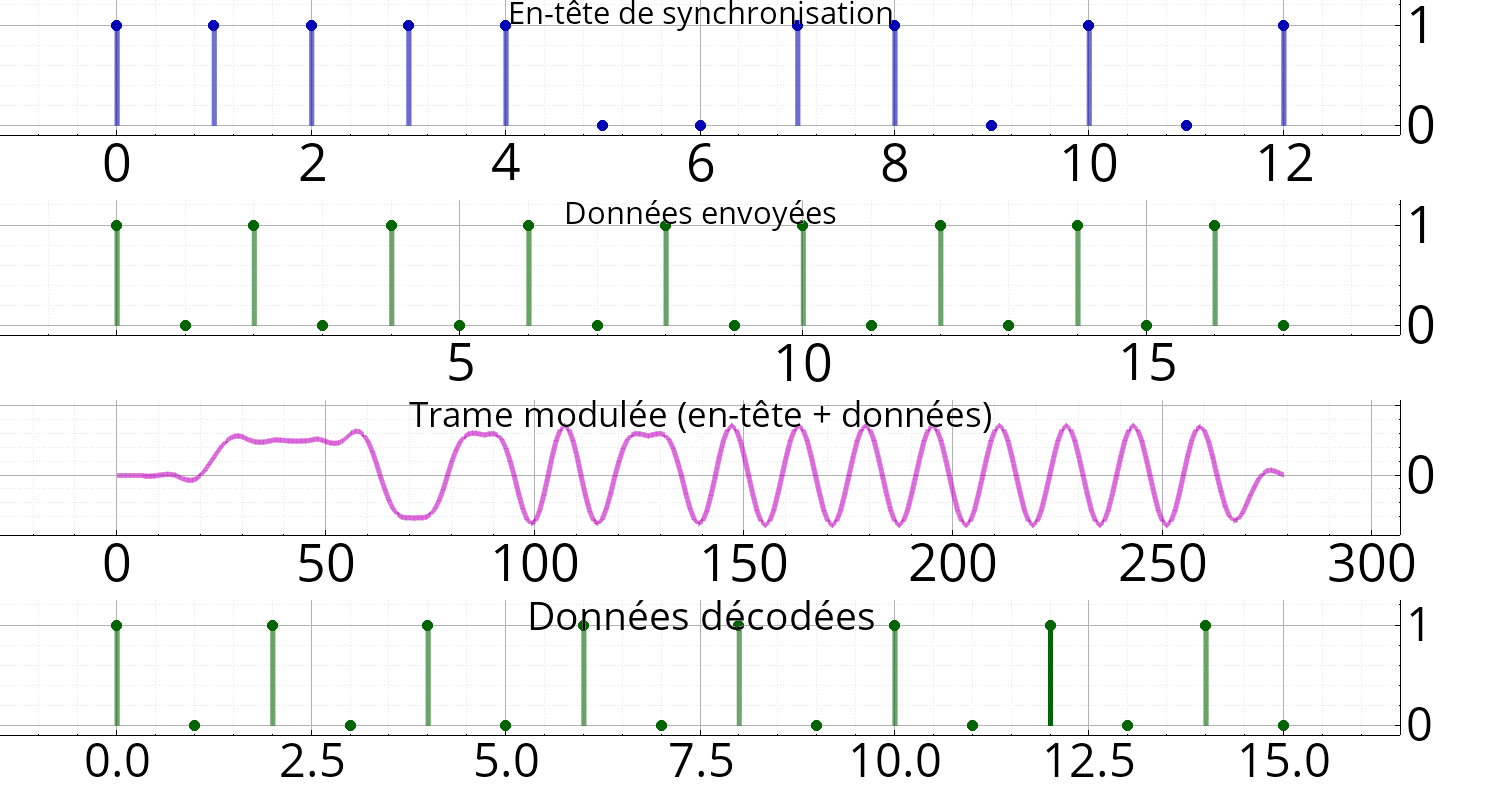 En-tête de synchronisation
1
0
0 2 4 6 8 10 12
Données envoyées
1
0
5 10 15
Trame modulée (en-tête + données)
0
0 50 100 150 200 250 300
Données décodées
1
0
0.0 2.5 5.0 7.5 10.0 12.5 15.0